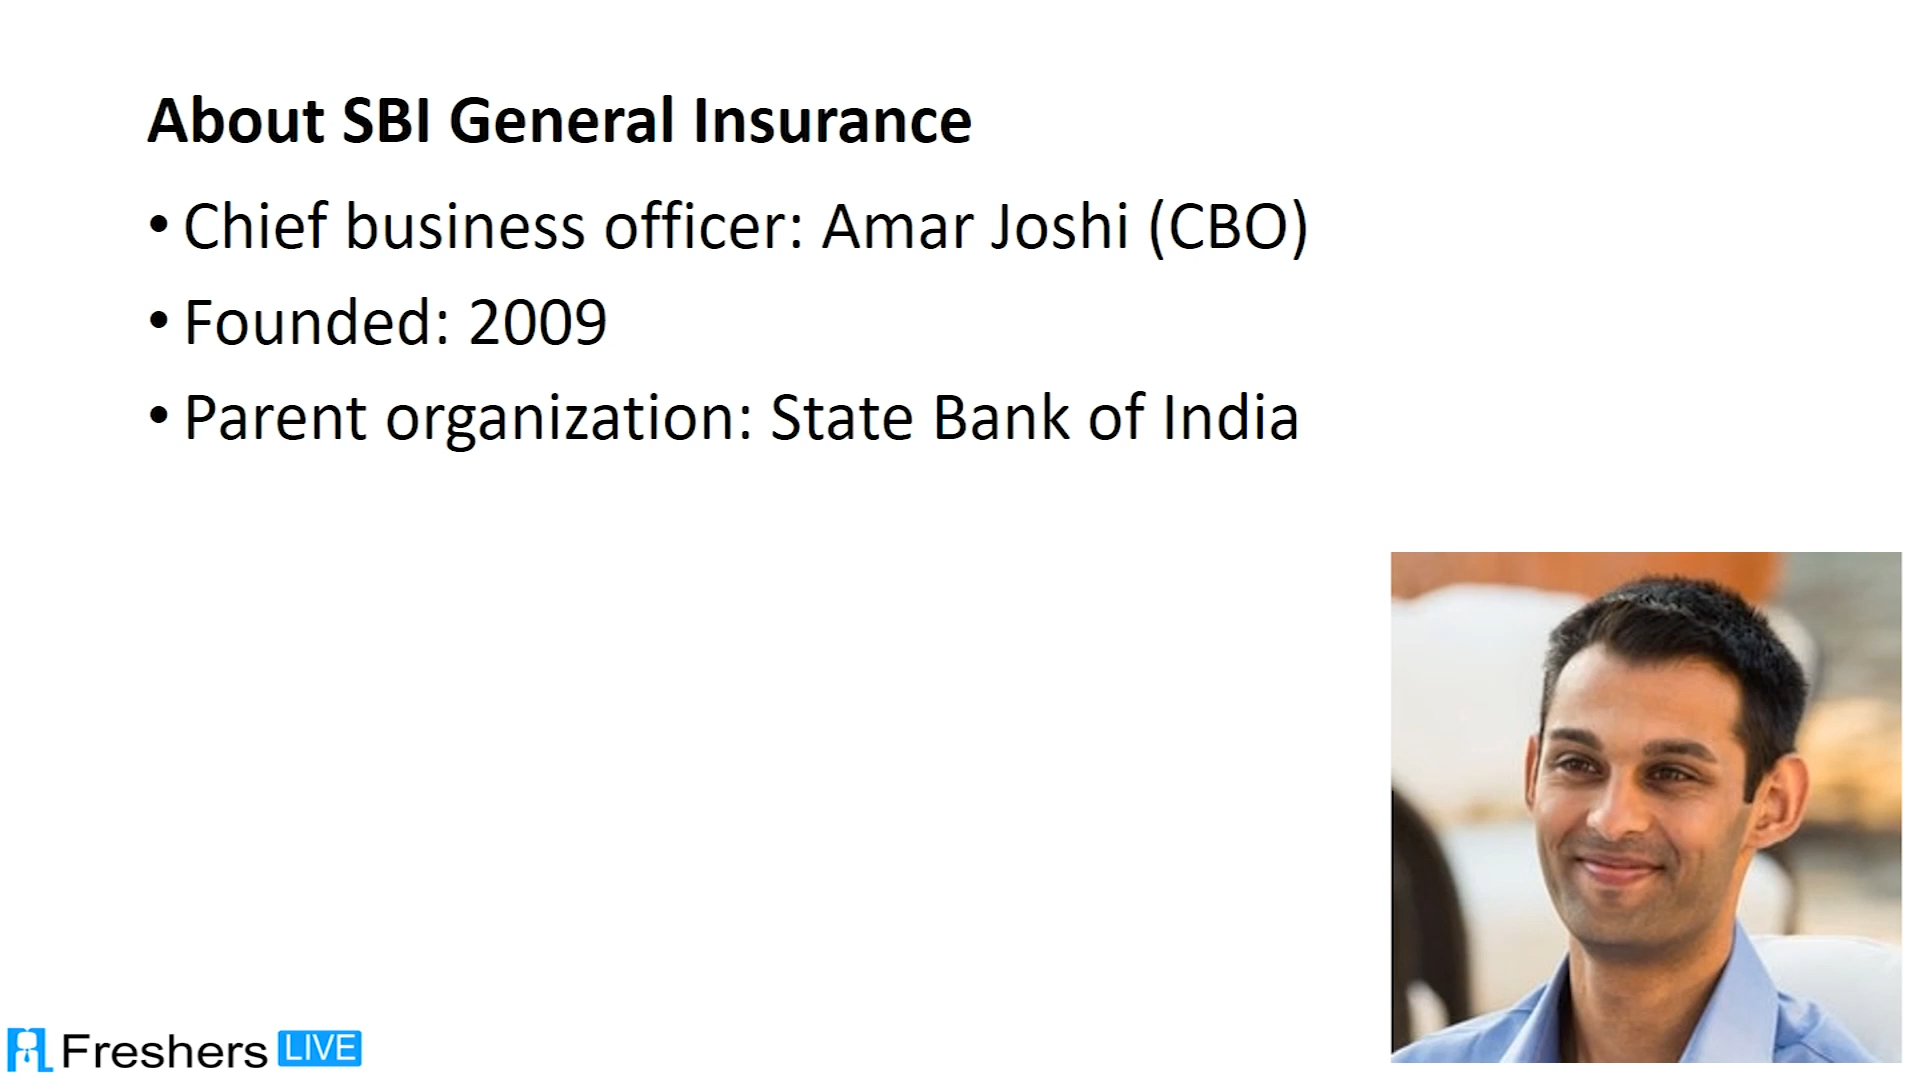 About SBI General Insurance
• Chief business officer: Amar Joshi (CBO)
• Founded: 2009
• Parent organization: State Bank of India
Freshers LIVE